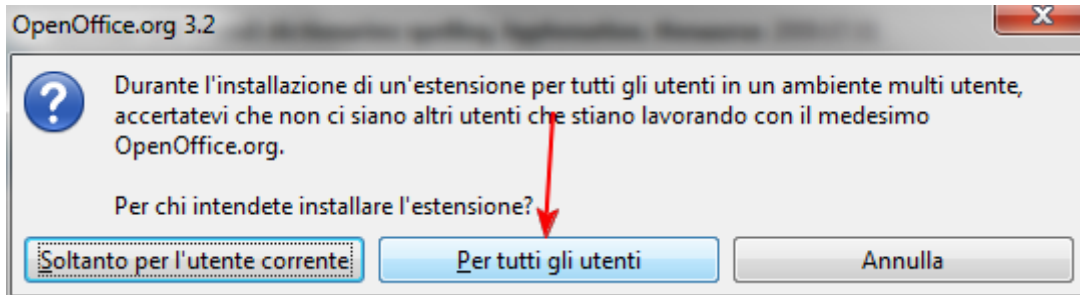 OpenOffice.org 3.2
Durante l'installazione di un'estensione per tutti gli utenti in un ambiente multi utente,
accertatevi che non ci siano altri utenti che stiano lavorando con il medesimo
OpenOffice.org.
Per chi intendete installare l'estensione?
Soltanto per l'utente corrente
Per tutti gli utenti
Annulla